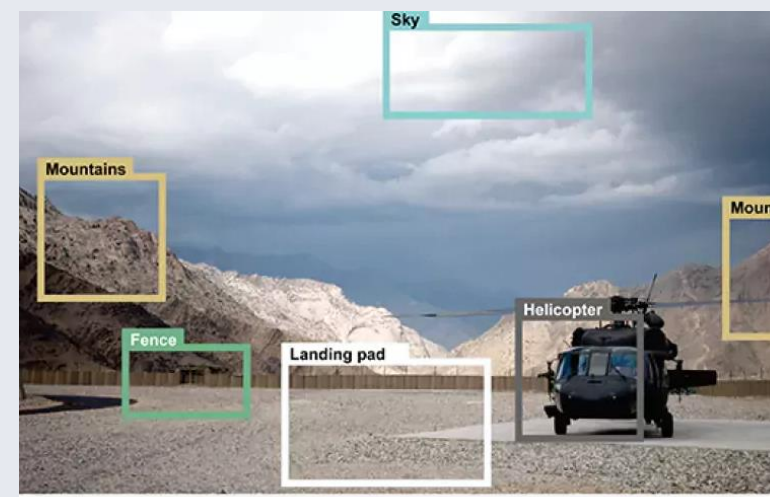 Sky
Mountains
Moun
Fence
Helicopter
Landing pad